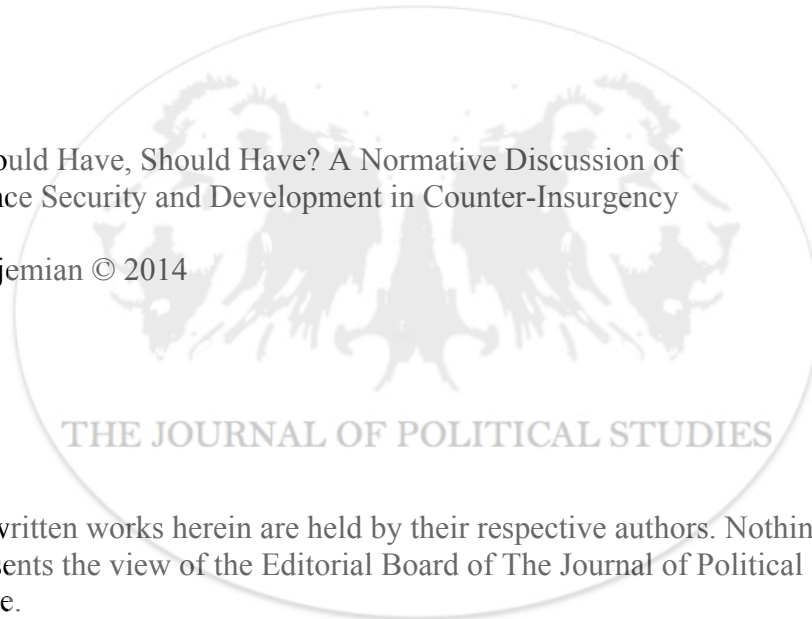 ould Have, Should Have? A Normative Discussion of
nce Security and Development in Counter-Insurgency
jemian © 2014
THE JOURNAL OF POLITICAL STUDIES
written works herein are held by their respective authors. Nothin
sents the view of the Editorial Board of The Journal of Political
e.